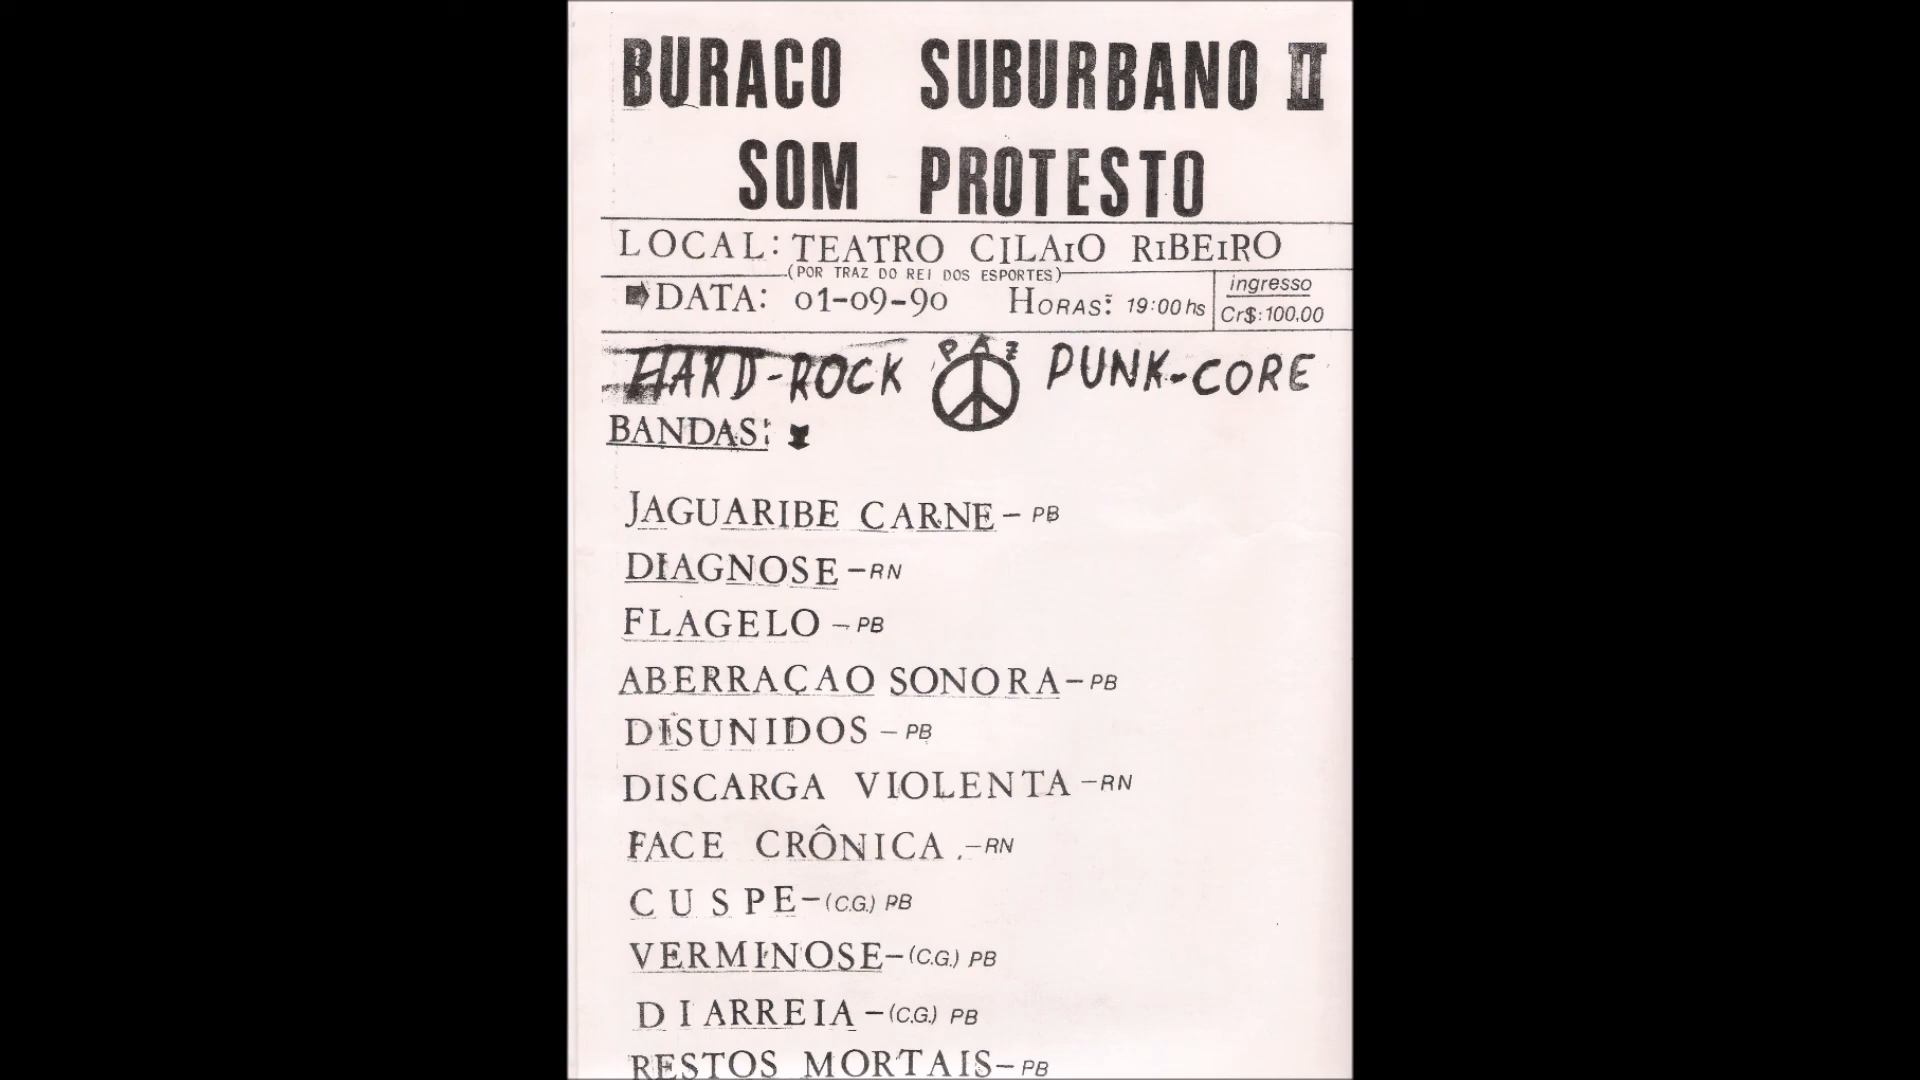 BURACO SUBURBANO II
SOM PROTESTO
LOCAL: TEATRO CILAIO RIBEIRO
(POR TRAZ DO REI DOS ESPORTES)
DATA: 01-09-90 HORAS: 19:00 hs
ingresso
Cr$:100,00
PAZ
HARD-ROCK PUNK-CORE
BANDAS:
JAGUARIBE CARNE - PB
DIAGNOSE - RN
FLAGELO - PB
ABERRAÇAO SONORA - PB
DISUNIDOS - PB
DISCARGA VIOLENTA - RN
FACE CRÔNICA .- RN
CUSPE - (C.G.) PB
VERMINOSE - (C.G.) PB
DIARREIA - (C.G.) PB
RESTOS MORTAIS - PB